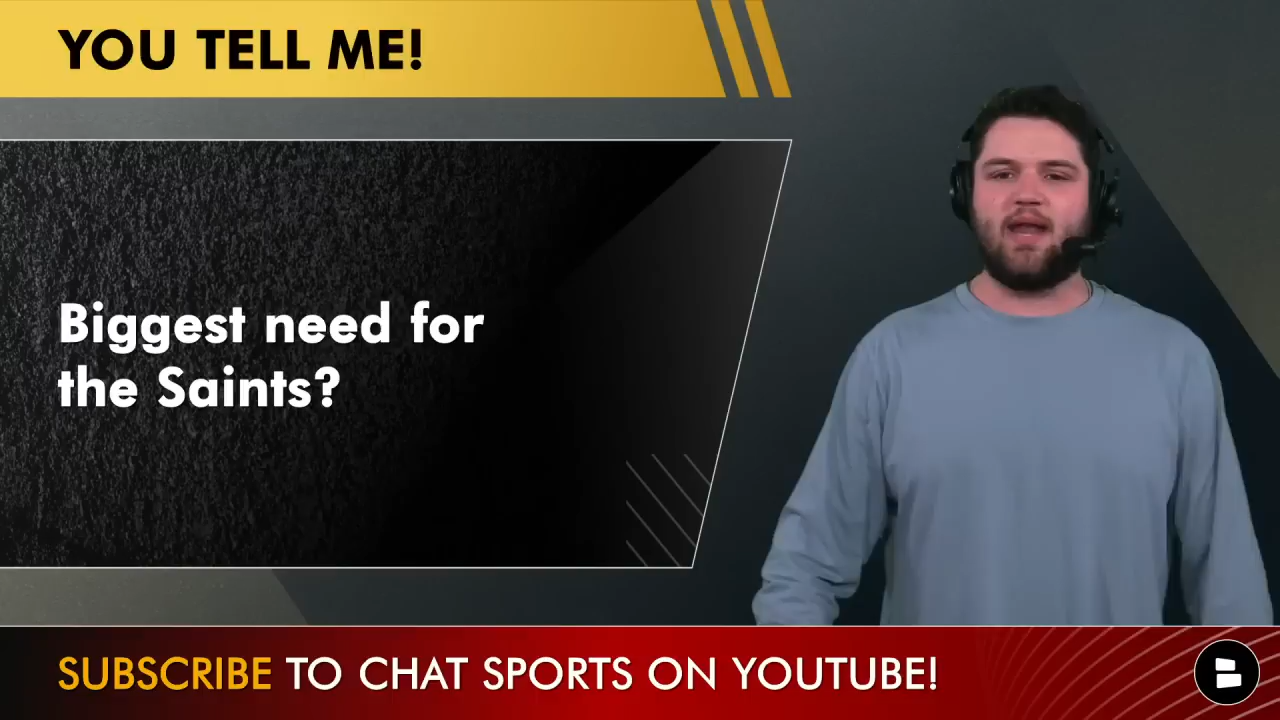 YOU TELL ME!
Biggest need for
the Saints?
SUBSCRIBE TO CHAT SPORTS ON YOUTUBE!